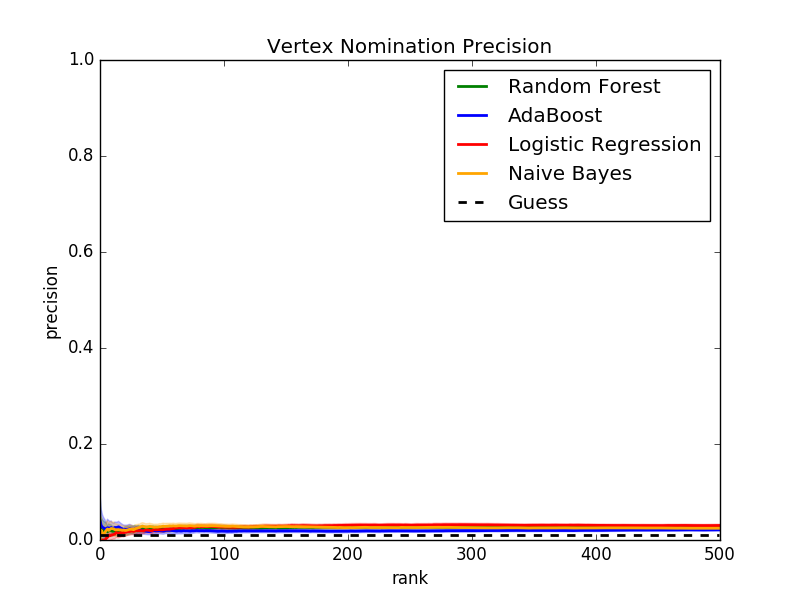 Vertex Nomination Precision
1.0
0.8
0.6
0.4
0.2
0.0
precision
Random Forest
AdaBoost
Logistic Regression
Naive Bayes
Guess
0 100 200 300 400 500
rank